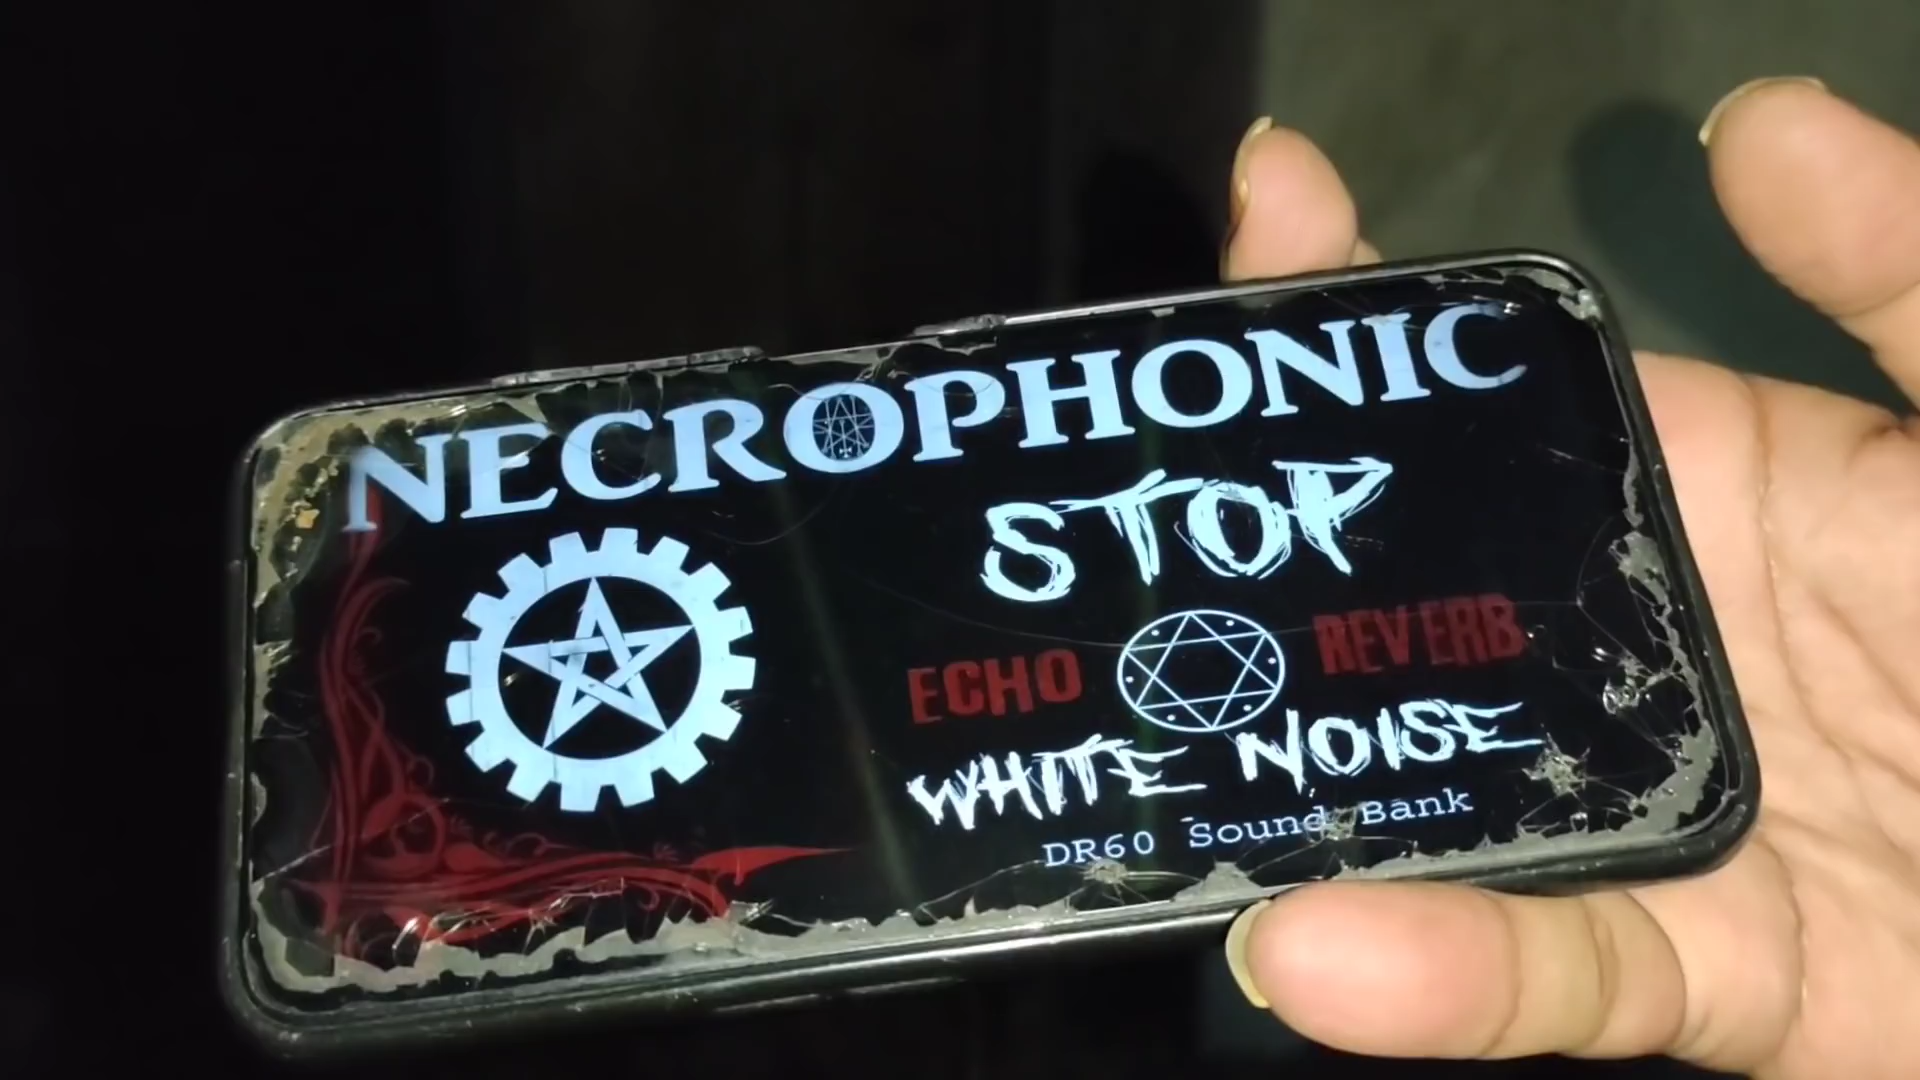 NECROPHONIC
STOP
ECHO REVERB
WHITE NOISE
DR60 - Sound Bank